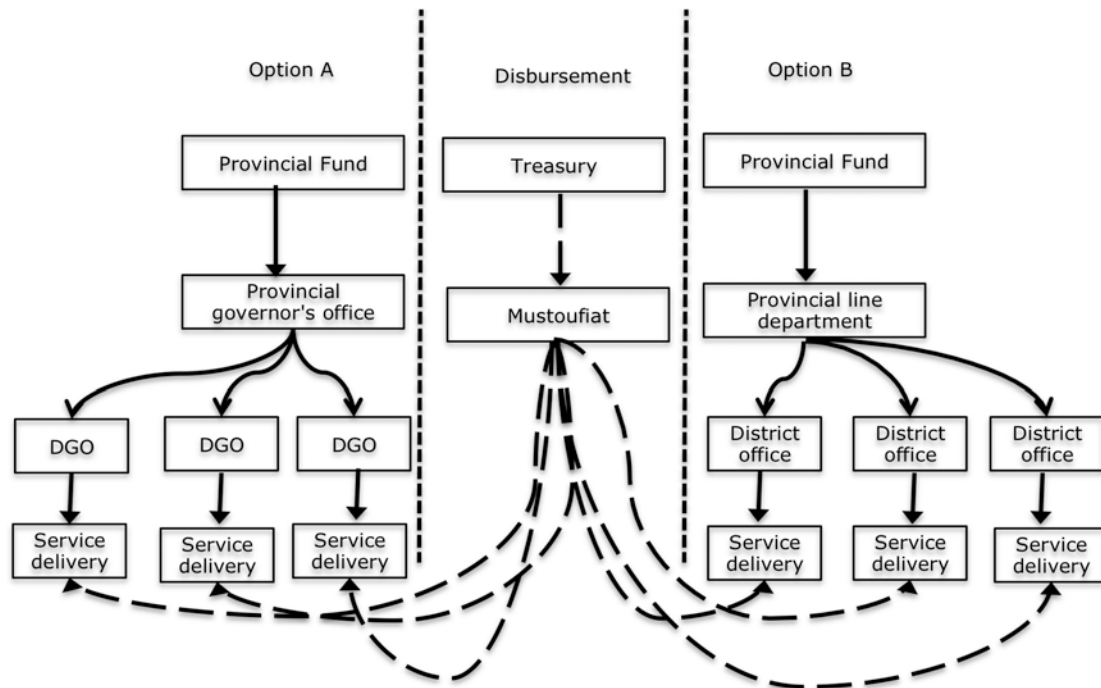 Option A
Disbursement
Option B
Provincial Fund
Treasury
Provincial Fund
Provincial
governor's office
Mustoufiat
Provincial line
department
DGO
DGO
DGO
District
office
District
office
District
office
Service
delivery
Service
delivery
Service
delivery
Service
delivery
Service
delivery
Service
delivery